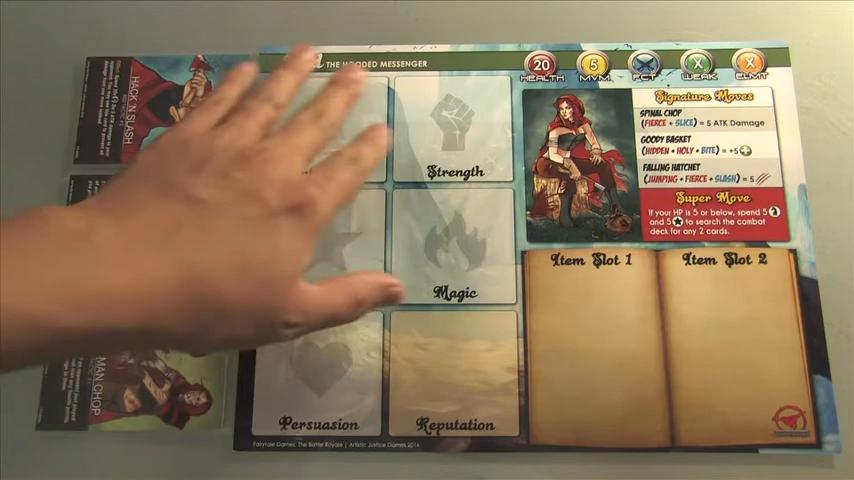 THE HOODED MESSENGER
20
HEALTH
5
MVM
FCT
X
WEAK
X
ELMT
Signature Moves
SPINAL CHOP
(FIERCE + SLICE) = 5 ATK Damage
GOODY BASKET
(HIDDEN + HOLY + BITE) = +5
FALLING HATCHET
(JUMPING + FIERCE + SLASH) = 5
Super Move
If your HP is 5 or below, spend 5
and 5 to search the combat
deck for any 2 cards.
Strength
Magic
Persuasion
Reputation
Item Slot 1
Item Slot 2
HACK 'N SLASH
MAN CHOP
Fairytale Games: The Battle Royale | Artistic Justice Games 2014